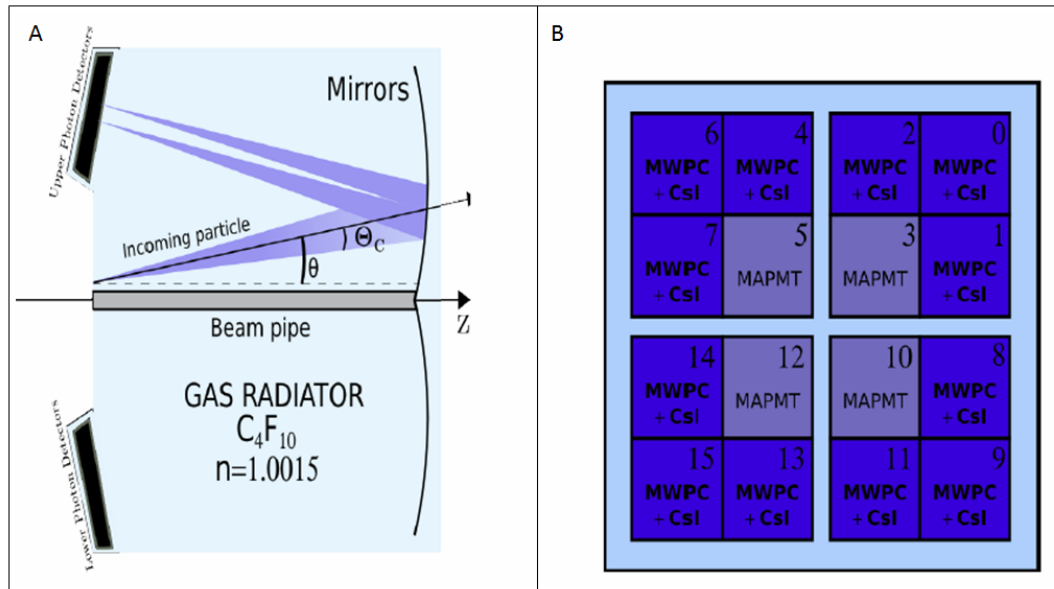 A
Upper Photon Detectors
Mirrors
Incoming particle
Θc
θ
Z
Beam pipe
GAS RADIATOR
C₄F₁₀
n=1.0015
Lower Photon Detectors
B
6 4 2 0
MWPC MWPC MWPC MWPC
+ CsI + CsI + CsI + CsI
7 5 3 1
MWPC MAPMT MAPMT MWPC
+ CsI + CsI
14 12 10 8
MWPC MAPMT MAPMT MWPC
+ CsI + CsI
15 13 11 9
MWPC MWPC MWPC MWPC
+ CsI + CsI + CsI + CsI